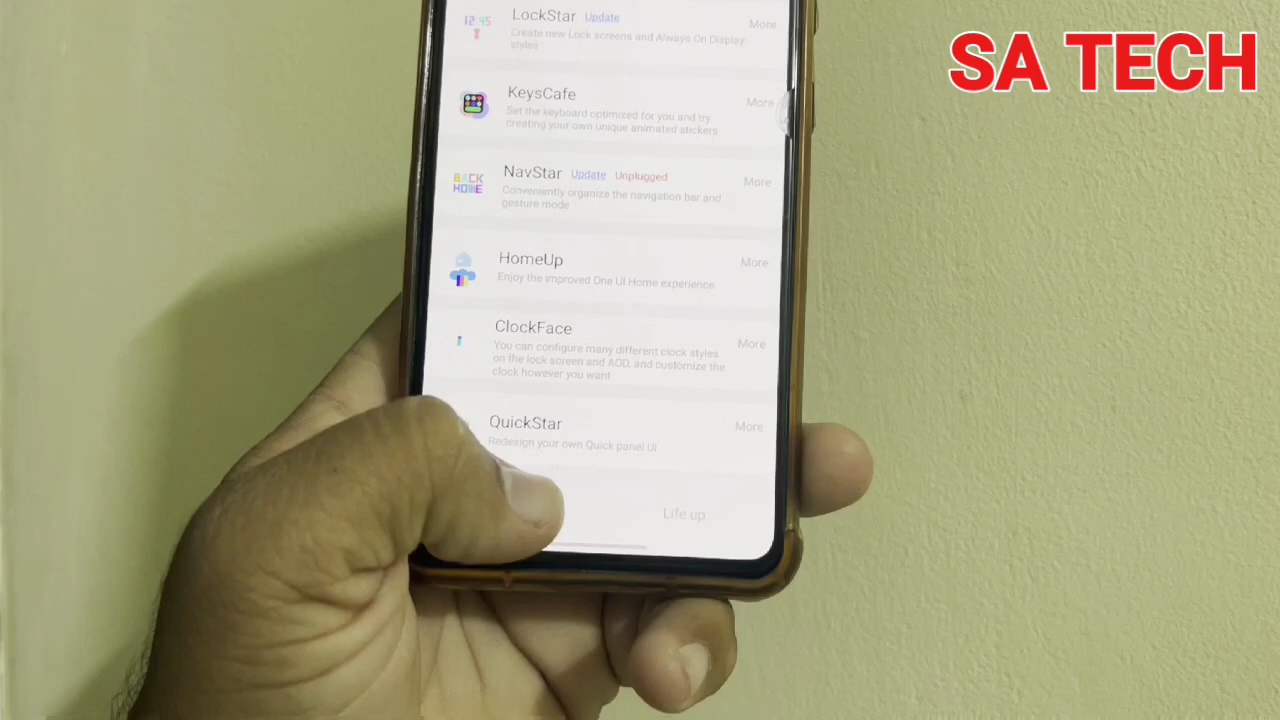 SA TECH
LockStar Update More
Create new Lock screens and Always On Display
styles
KeysCafe More
Set the keyboard optimized for you and try
creating your own unique animated stickers
BACK
HOME
NavStar Update Unplugged More
Conveniently organize the navigation bar and
gesture mode
HomeUp More
Enjoy the improved One UI Home experience
ClockFace More
You can configure many different clock styles
on the lock screen and AOD, and customize the
clock however you want
QuickStar More
Redesign your own Quick panel UI
Life up